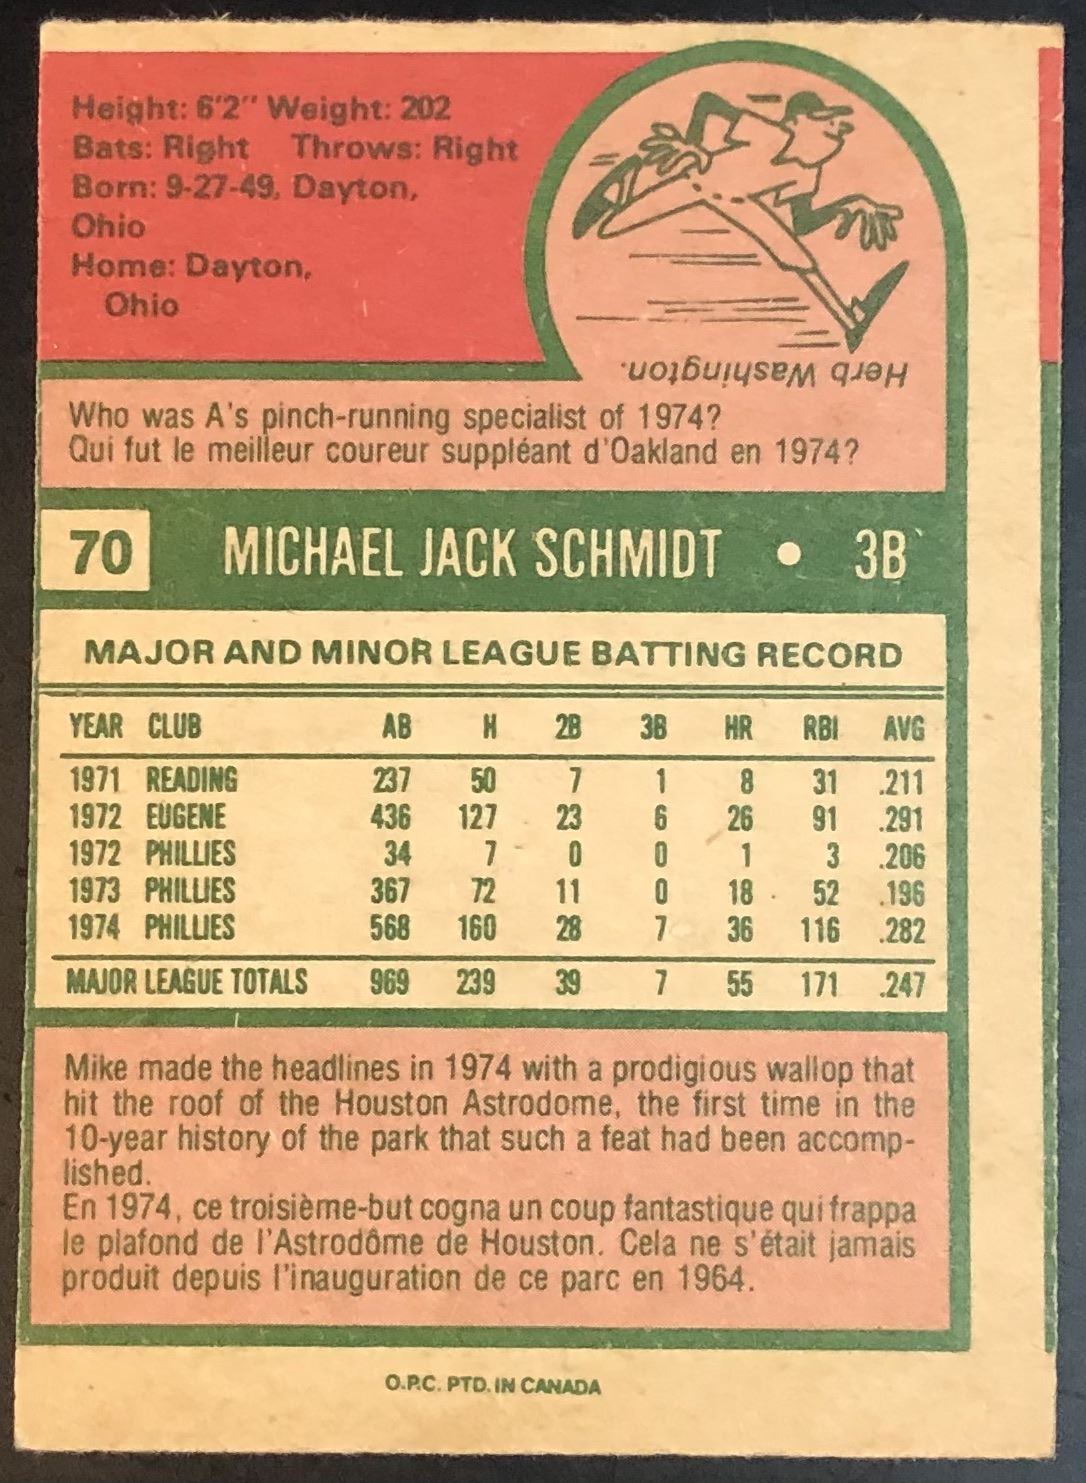 Height: 6'2" Weight: 202
Bats: Right Throws: Right
Born: 9-27-49, Dayton,
Ohio
Home: Dayton,
Ohio
Herb Washington.
Who was A's pinch-running specialist of 1974?
Qui fut le meilleur coureur suppléant d'Oakland en 1974?
70 MICHAEL JACK SCHMIDT • 3B
MAJOR AND MINOR LEAGUE BATTING RECORD
YEAR CLUB AB H 2B 3B HR RBI AVG
1971 READING 237 50 7 1 8 31 .211
1972 EUGENE 436 127 23 6 26 91 .291
1972 PHILLIES 34 7 0 0 1 3 .206
1973 PHILLIES 367 72 11 0 18 52 .196
1974 PHILLIES 568 160 28 7 36 116 .282
MAJOR LEAGUE TOTALS 969 239 39 7 55 171 .247
Mike made the headlines in 1974 with a prodigious wallop that
hit the roof of the Houston Astrodome, the first time in the
10-year history of the park that such a feat had been accomp-
lished.
En 1974, ce troisième-but cogna un coup fantastique qui frappa
le plafond de l'Astrodôme de Houston. Cela ne s'était jamais
produit depuis l'inauguration de ce parc en 1964.
O.P.C. PTD. IN CANADA